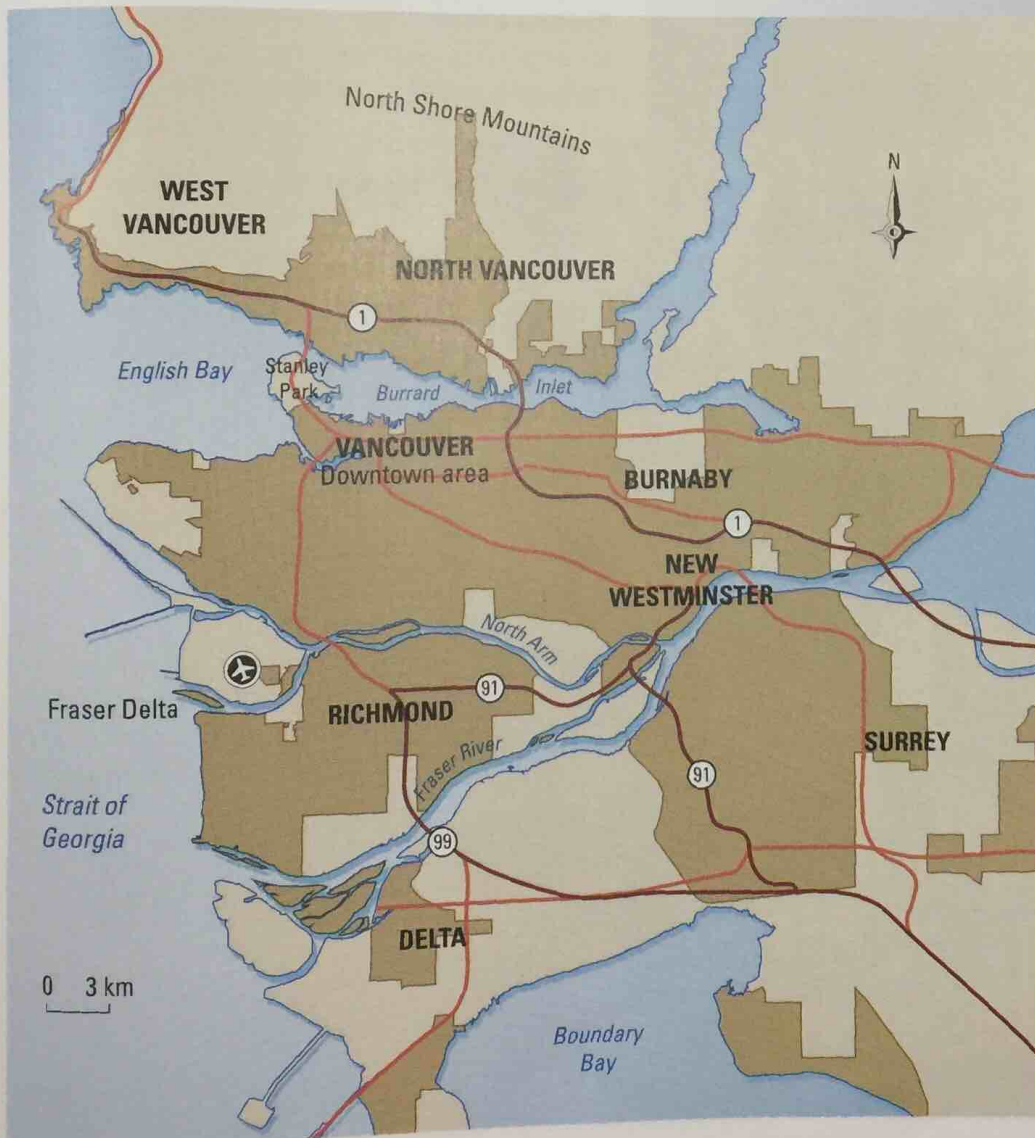 North Shore Mountains
N
WEST
VANCOUVER
NORTH VANCOUVER
1
English Bay
Stanley
Park
Burrard
Inlet
VANCOUVER
Downtown area
BURNABY
1
NEW
WESTMINSTER
North Arm
91
Fraser Delta
RICHMOND
Fraser River
SURREY
91
Strait of
Georgia
99
DELTA
0 3 km
Boundary
Bay